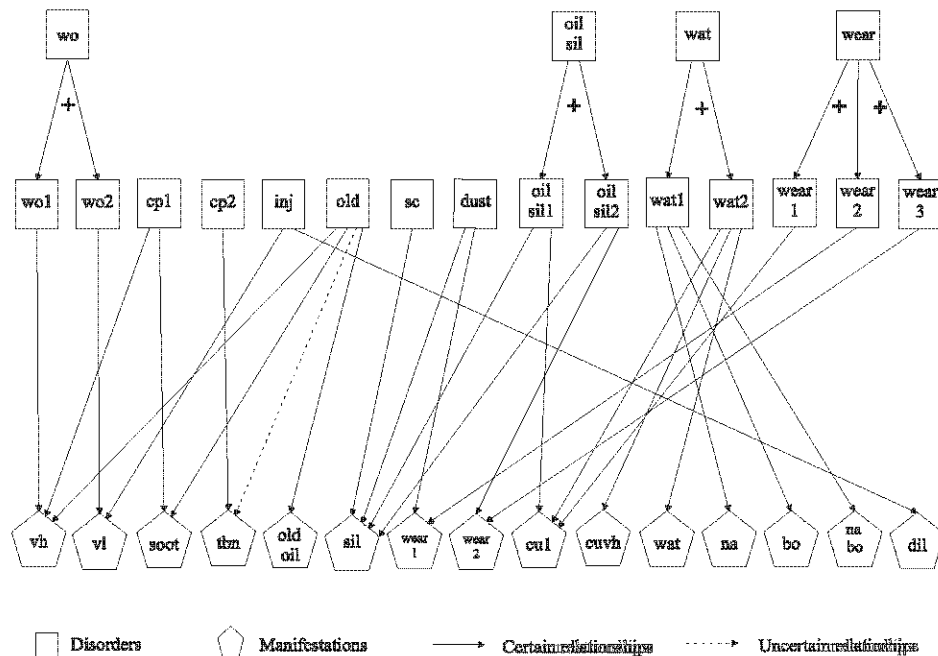 wo
oil
sil
wat
wear
+
+
+
+
+
wo1
wo2
cp1
cp2
inj
old
sc
dust
oil
sil1
oil
sil2
wat1
wat2
wear
1
wear
2
wear
3
vh
vl
soot
tbn
old
oil
sil
wear
1
wear
2
cu1
cuvh
wat
na
bo
na
bo
dil
Disorders
Manifestations
Certain relationships
Uncertain relationships